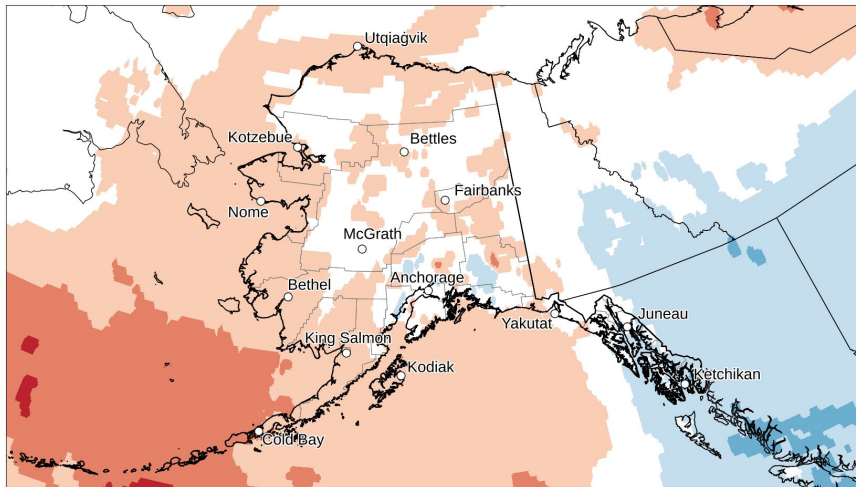 Utqiaġvik
Kotzebue
Bettles
Nome
Fairbanks
McGrath
Bethel
Anchorage
King Salmon
Yakutat
Juneau
Kodiak
Ketchikan
Cold Bay